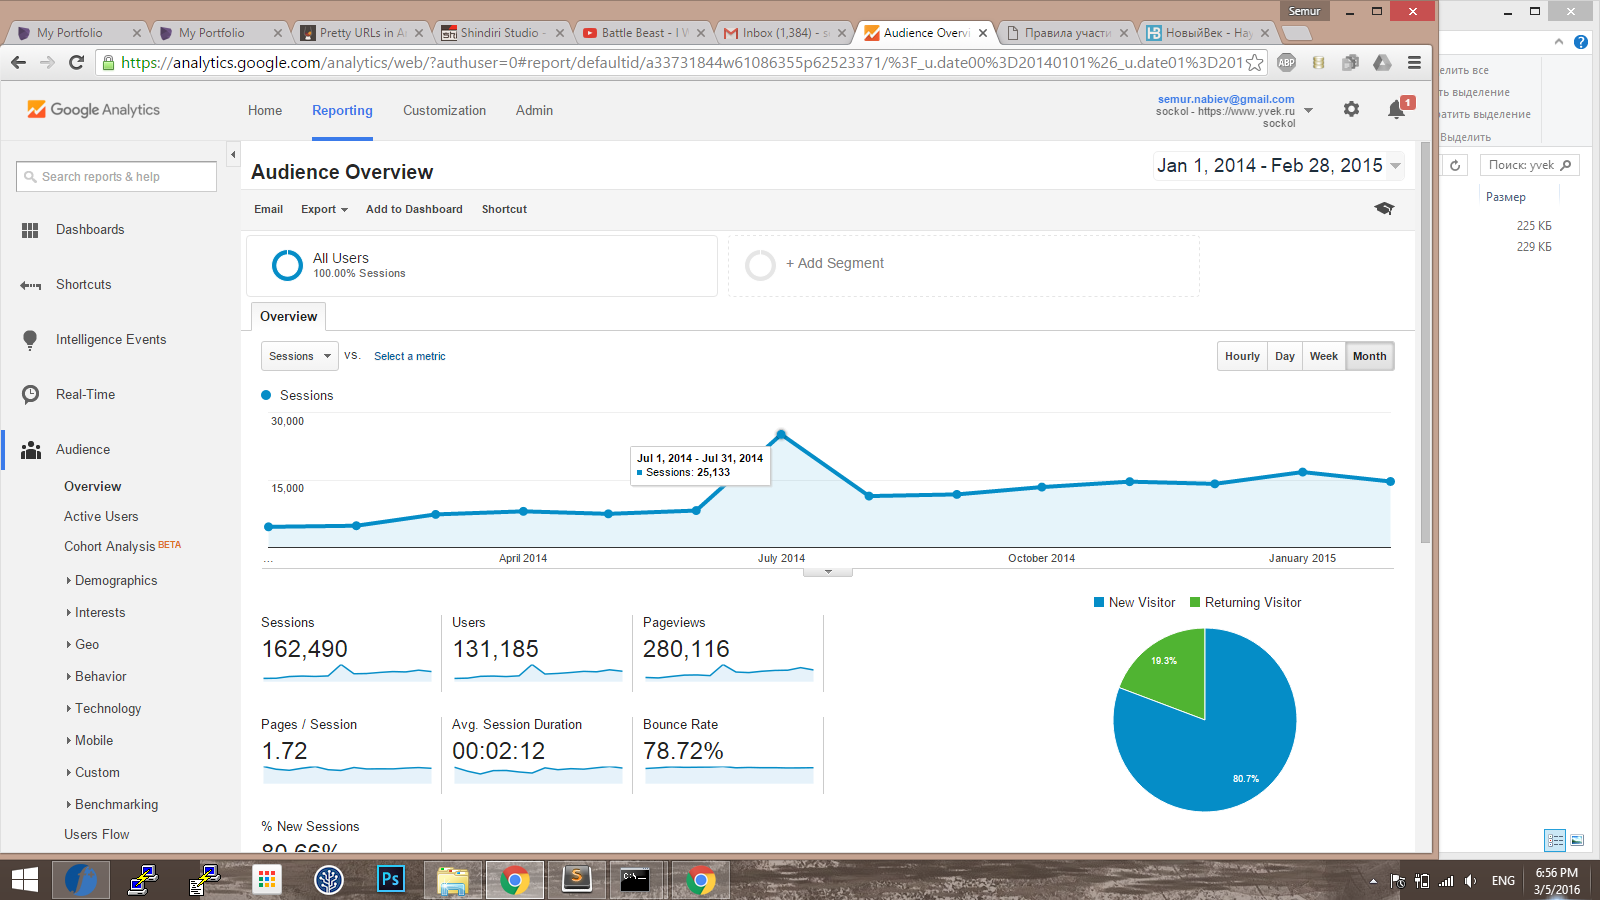 Semur
My Portfolio
My Portfolio
Pretty URLs in A
Shindiri Studio -
Battle Beast - I W
Inbox (1,384) - s
Audience Overvi
Правила участи
НовыйВек - Нау
https://analytics.google.com/analytics/web/?authuser=0#report/defaultid/a33731844w61086355p62523371/%3F_u.date00%3D20140101%26_u.date01%3D201
ABP
елить все
ть выделение
ратить выделение
Выделить
Поиск: yvek
Размер
225 КБ
229 КБ
Google Analytics
Home
Reporting
Customization
Admin
semur.nabiev@gmail.com
sockol - https://www.yvek.ru
sockol
1
Search reports & help
Audience Overview
Jan 1, 2014 - Feb 28, 2015
Email
Export
Add to Dashboard
Shortcut
Dashboards
Shortcuts
Intelligence Events
Real-Time
Audience
Overview
Active Users
Cohort Analysis BETA
Demographics
Interests
Geo
Behavior
Technology
Mobile
Custom
Benchmarking
Users Flow
All Users
100.00% Sessions
+ Add Segment
Overview
Sessions
VS.
Select a metric
Hourly
Day
Week
Month
Sessions
30,000
15,000
Jul 1, 2014 - Jul 31, 2014
Sessions: 25,133
...
April 2014
July 2014
October 2014
January 2015
New Visitor
Returning Visitor
19.3%
80.7%
Sessions
162,490
Users
131,185
Pageviews
280,116
Pages / Session
1.72
Avg. Session Duration
00:02:12
Bounce Rate
78.72%
% New Sessions
80.66%
Ps
S
C:\
ENG
6:56 PM
3/5/2016